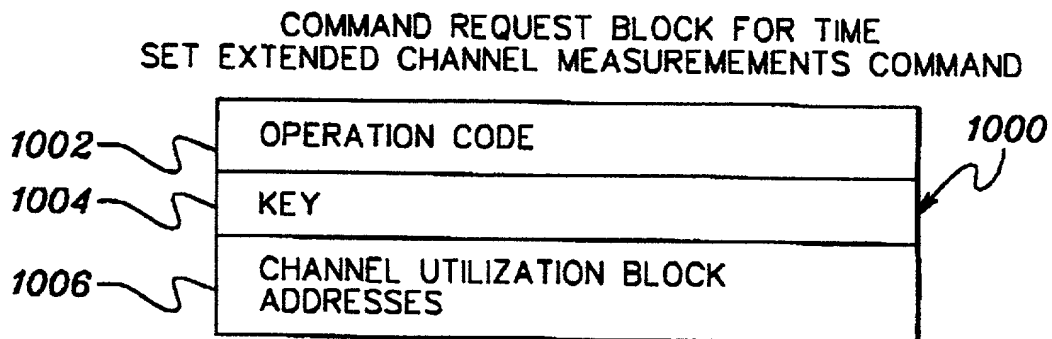 COMMAND REQUEST BLOCK FOR TIME
SET EXTENDED CHANNEL MEASUREMEMENTS COMMAND
1002 OPERATION CODE 1000
1004 KEY
1006 CHANNEL UTILIZATION BLOCK
ADDRESSES